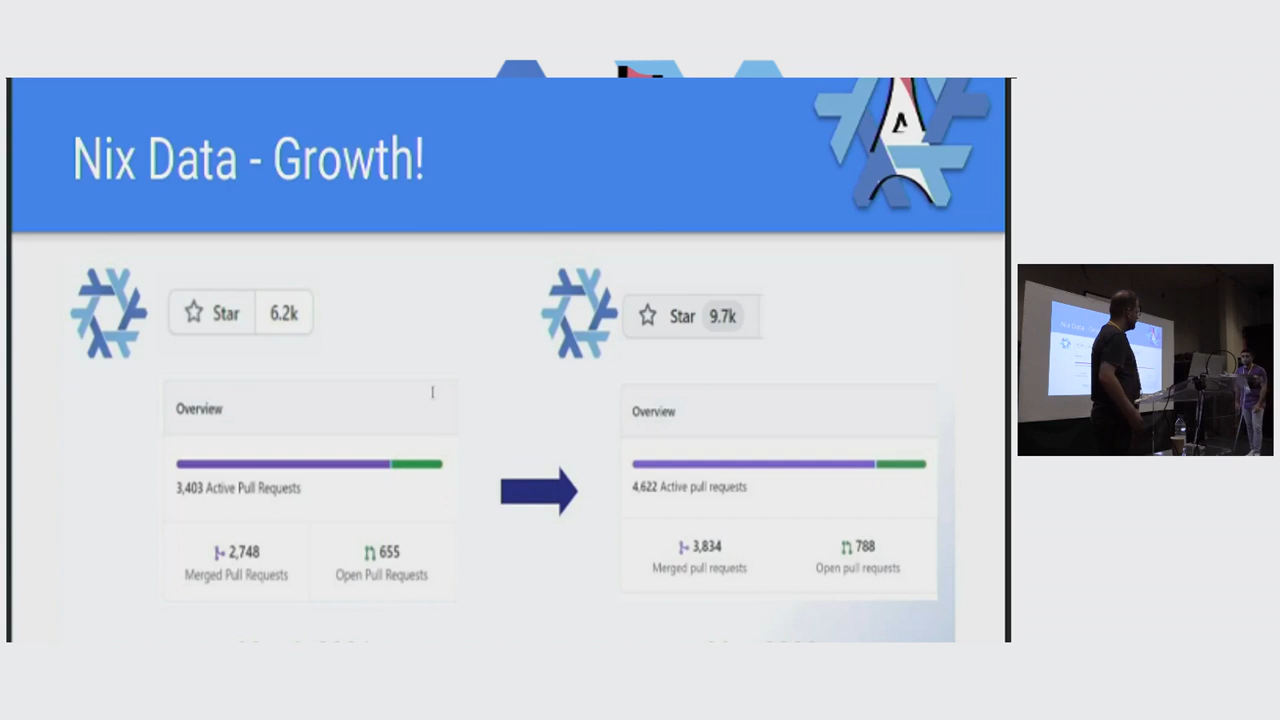 Nix Data - Growth!
Star 6.2k
Star 9.7k
Overview
3,403 Active Pull Requests
2,748
Merged Pull Requests
655
Open Pull Requests
Overview
4,622 Active pull requests
3,834
Merged pull requests
788
Open pull requests